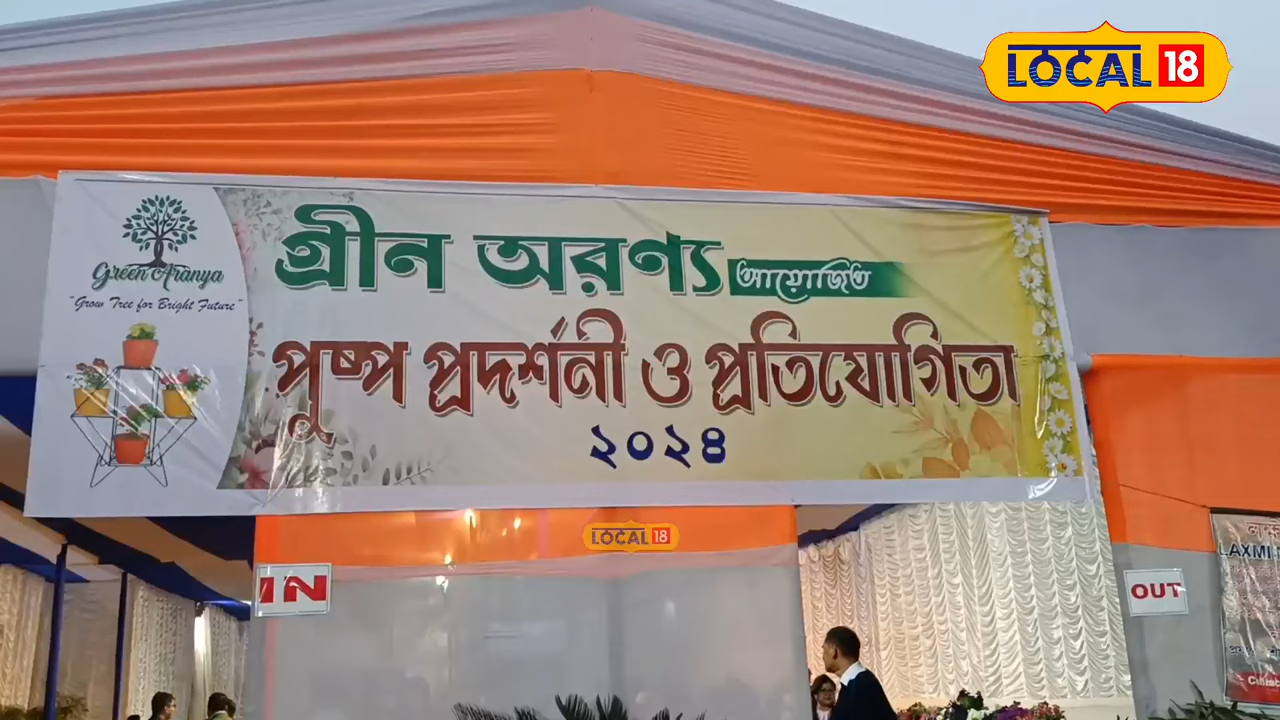 LOCAL 18
গ্রীন অরণ্য আয়োজিত
Green Aranya
"Grow Tree for Bright Future"
পুষ্প প্রদর্শনী ও প্রতিযোগিতা
২০২৪
LOCAL 18
IN
OUT
LAXMI